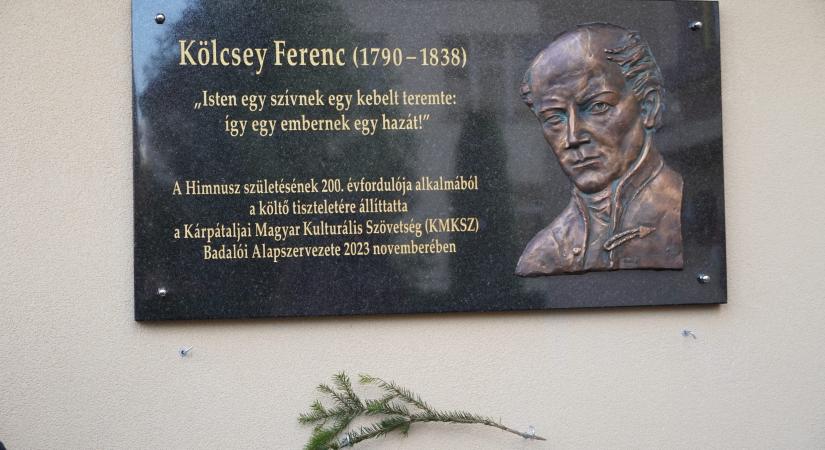 Kölcsey Ferenc (1790 – 1838)
„Isten egy szívnek egy kebelt teremte:
így egy embernek egy hazát!”
A Himnusz születésének 200. évfordulója alkalmából
a költő tiszteletére állíttatta
a Kárpátaljai Magyar Kulturális Szövetség (KMKSZ)
Badalói Alapszervezete 2023 novemberében